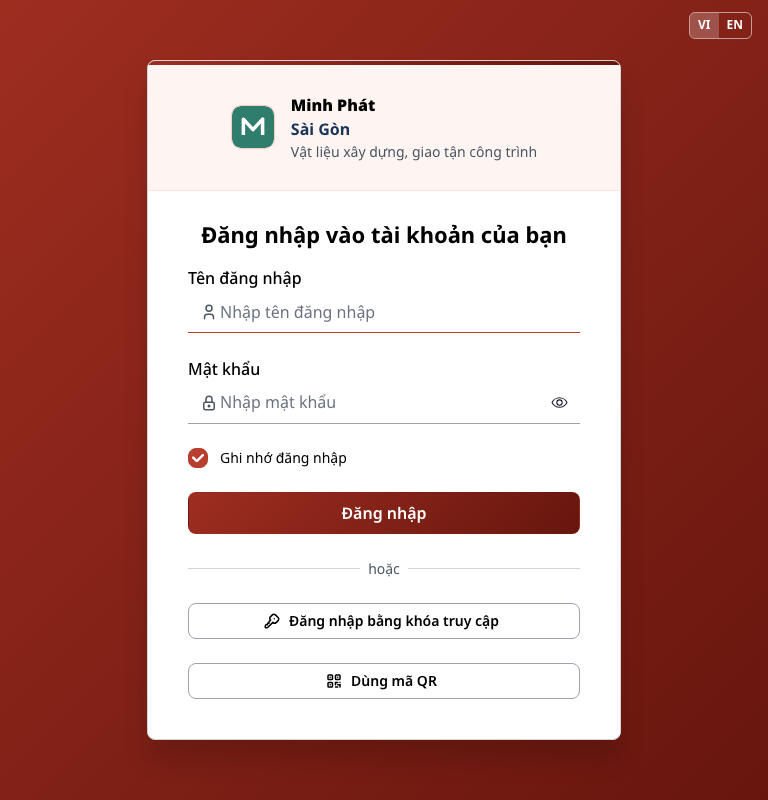 VI EN
Minh Phát
Sài Gòn
Vật liệu xây dựng, giao tận công trình
Đăng nhập vào tài khoản của bạn
Tên đăng nhập
Nhập tên đăng nhập
Mật khẩu
Nhập mật khẩu
Ghi nhớ đăng nhập
Đăng nhập
hoặc
Đăng nhập bằng khóa truy cập
Dùng mã QR